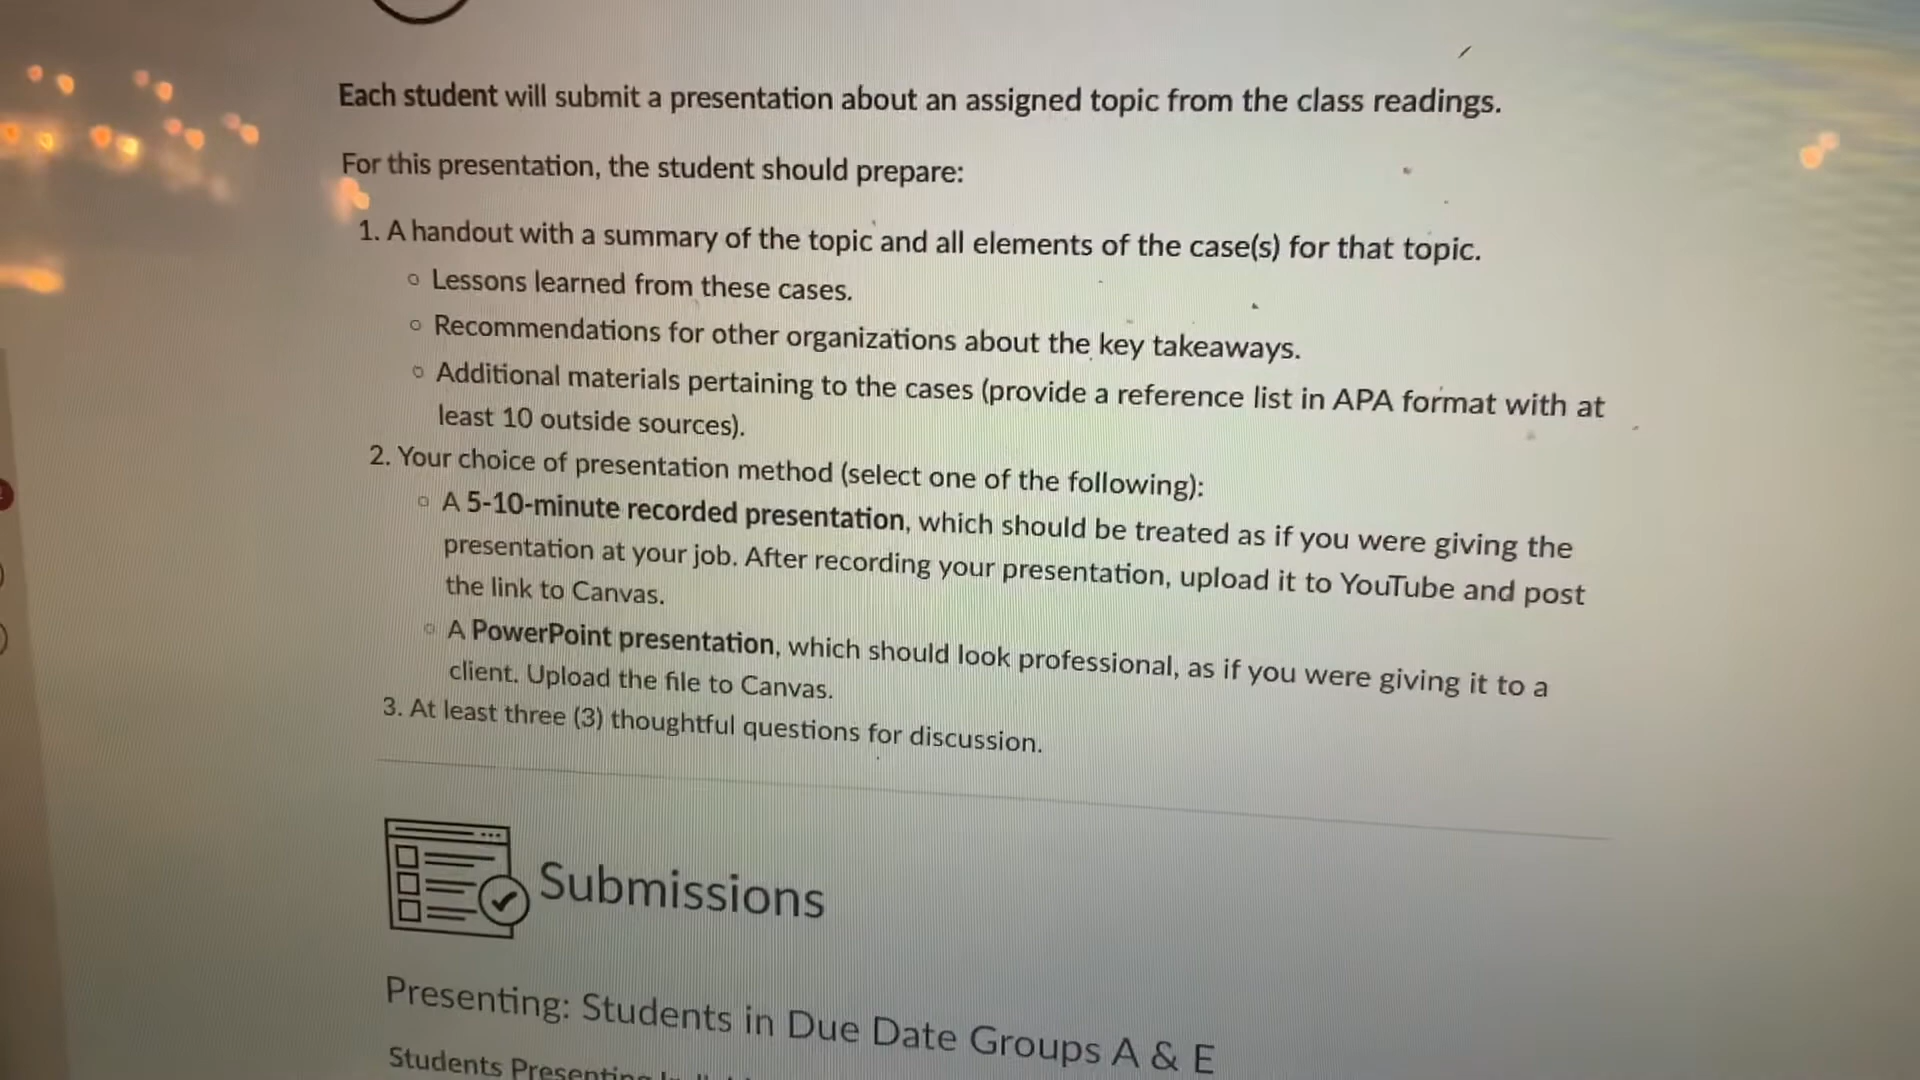 Each student will submit a presentation about an assigned topic from the class readings.
For this presentation, the student should prepare:
1. A handout with a summary of the topic and all elements of the case(s) for that topic.
Lessons learned from these cases.
Recommendations for other organizations about the key takeaways.
Additional materials pertaining to the cases (provide a reference list in APA format with at
least 10 outside sources).
2. Your choice of presentation method (select one of the following):
A 5-10-minute recorded presentation, which should be treated as if you were giving the
presentation at your job. After recording your presentation, upload it to YouTube and post
the link to Canvas.
A PowerPoint presentation, which should look professional, as if you were giving it to a
client. Upload the file to Canvas.
3. At least three (3) thoughtful questions for discussion.
Submissions
Presenting: Students in Due Date Groups A & E
Students Presenting